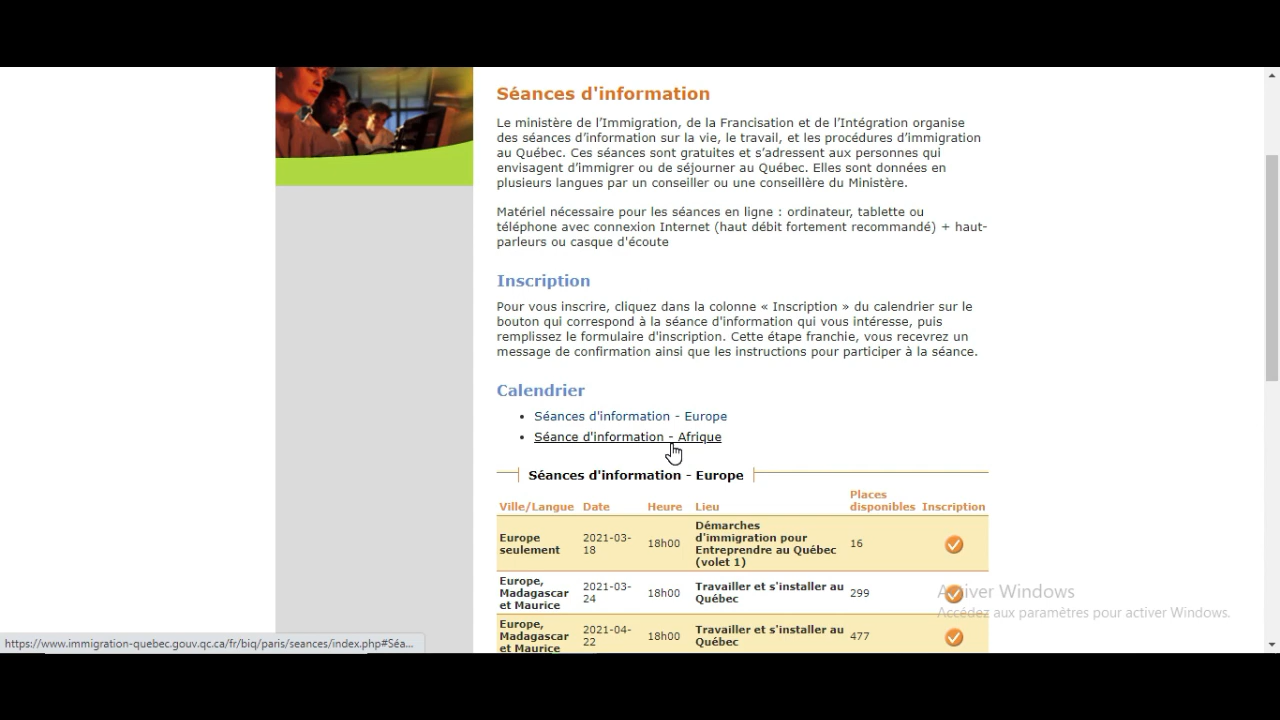 Séances d'information
Le ministère de l’Immigration, de la Francisation et de l’Intégration organise
des séances d’information sur la vie, le travail, et les procédures d’immigration
au Québec. Ces séances sont gratuites et s’adressent aux personnes qui
envisagent d’immigrer ou de séjourner au Québec. Elles sont données en
plusieurs langues par un conseiller ou une conseillère du Ministère.
Matériel nécessaire pour les séances en ligne : ordinateur, tablette ou
téléphone avec connexion Internet (haut débit fortement recommandé) + haut-
parleurs ou casque d'écoute
Inscription
Pour vous inscrire, cliquez dans la colonne « Inscription » du calendrier sur le
bouton qui correspond à la séance d'information qui vous intéresse, puis
remplissez le formulaire d'inscription. Cette étape franchie, vous recevrez un
message de confirmation ainsi que les instructions pour participer à la séance.
Calendrier
• Séances d'information - Europe
• Séance d'information - Afrique
Séances d'information - Europe
Ville/Langue Date Heure Lieu Places disponibles Inscription
Europe seulement 2021-03-18 18h00 Démarches d'immigration pour Entreprendre au Québec (volet 1) 16
Europe, Madagascar et Maurice 2021-03-24 18h00 Travailler et s'installer au Québec 299
Europe, Madagascar et Maurice 2021-04-22 18h00 Travailler et s'installer au Québec 477
Activer Windows
Accédez aux paramètres pour activer Windows.
https://www.immigration-quebec.gouv.qc.ca/fr/biq/paris/seances/index.php#Séa...